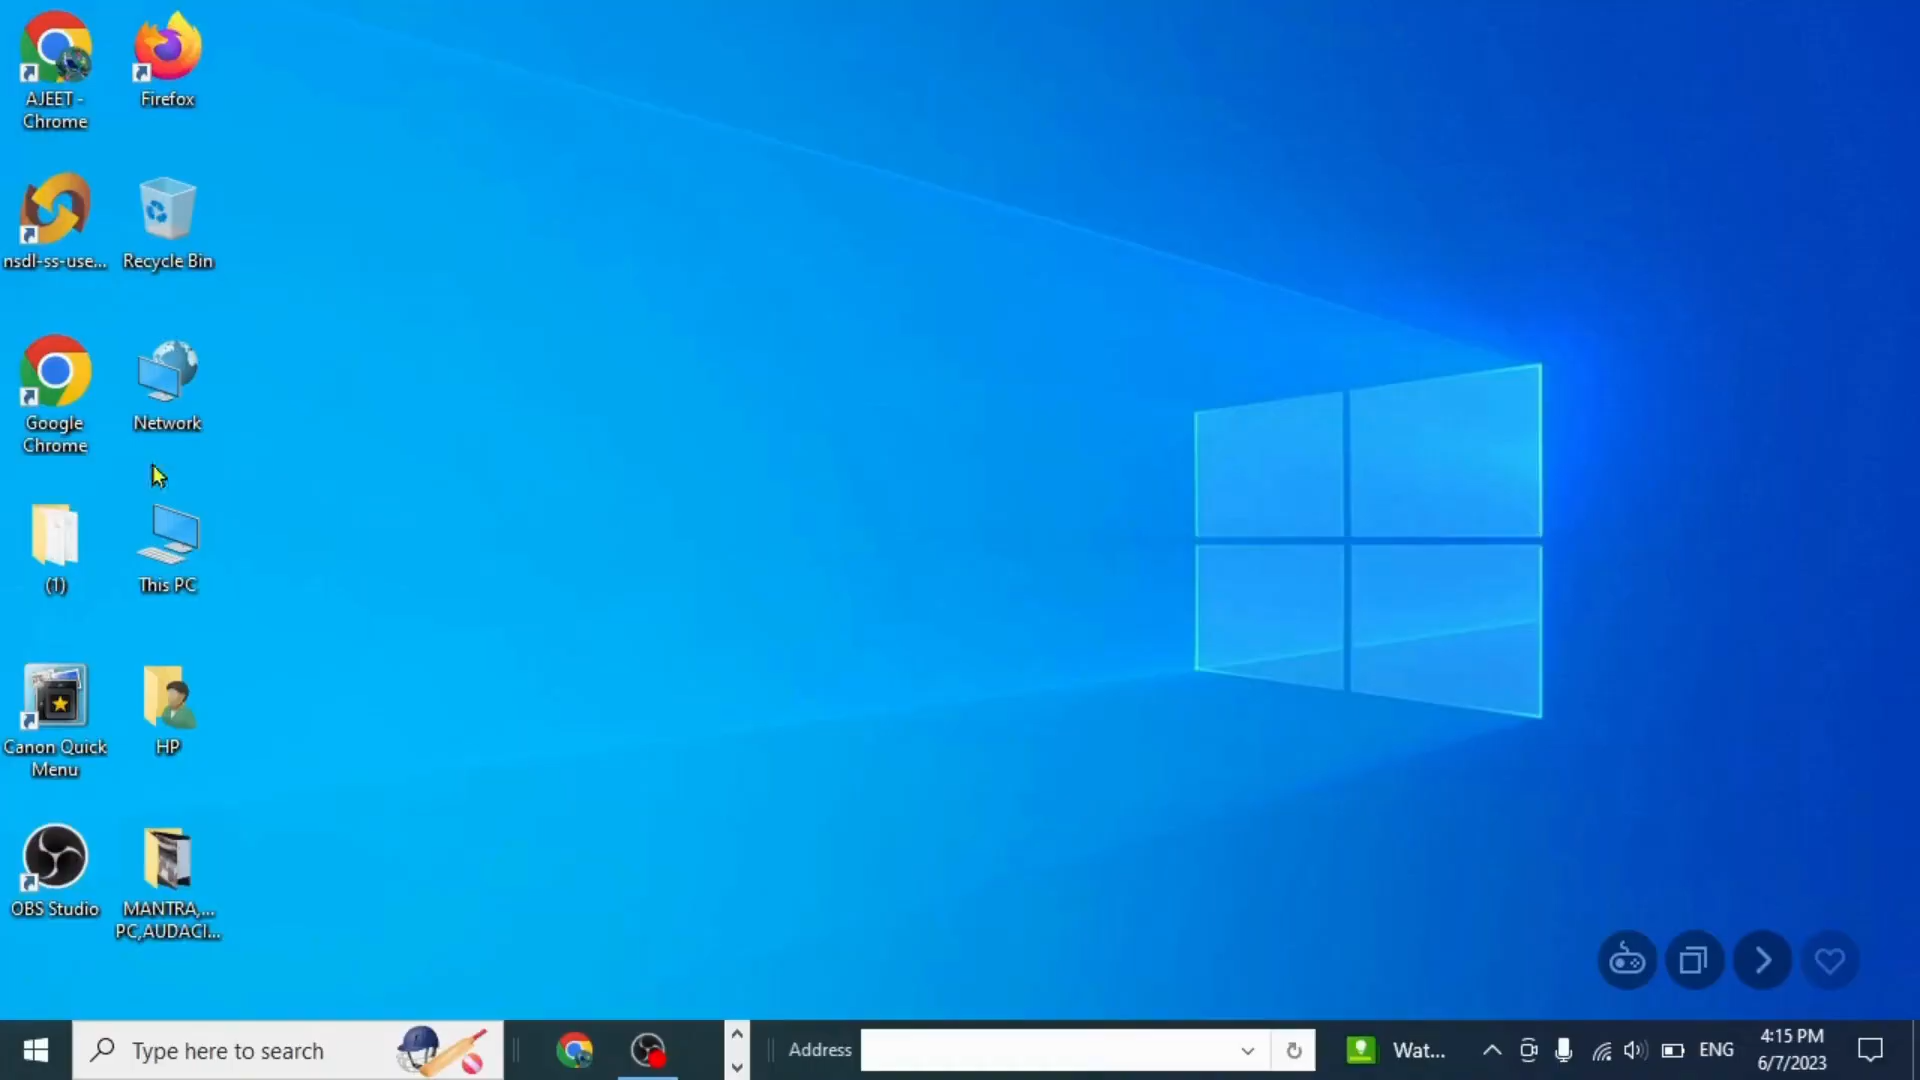 AJEET -
Chrome
Firefox
nsdl-ss-use...
Recycle Bin
Google
Chrome
Network
(1)
This PC
Canon Quick
Menu
HP
OBS Studio
MANTRA,...
PC,AUDACI...
Type here to search
Address
Wat...
ENG
4:15 PM
6/7/2023